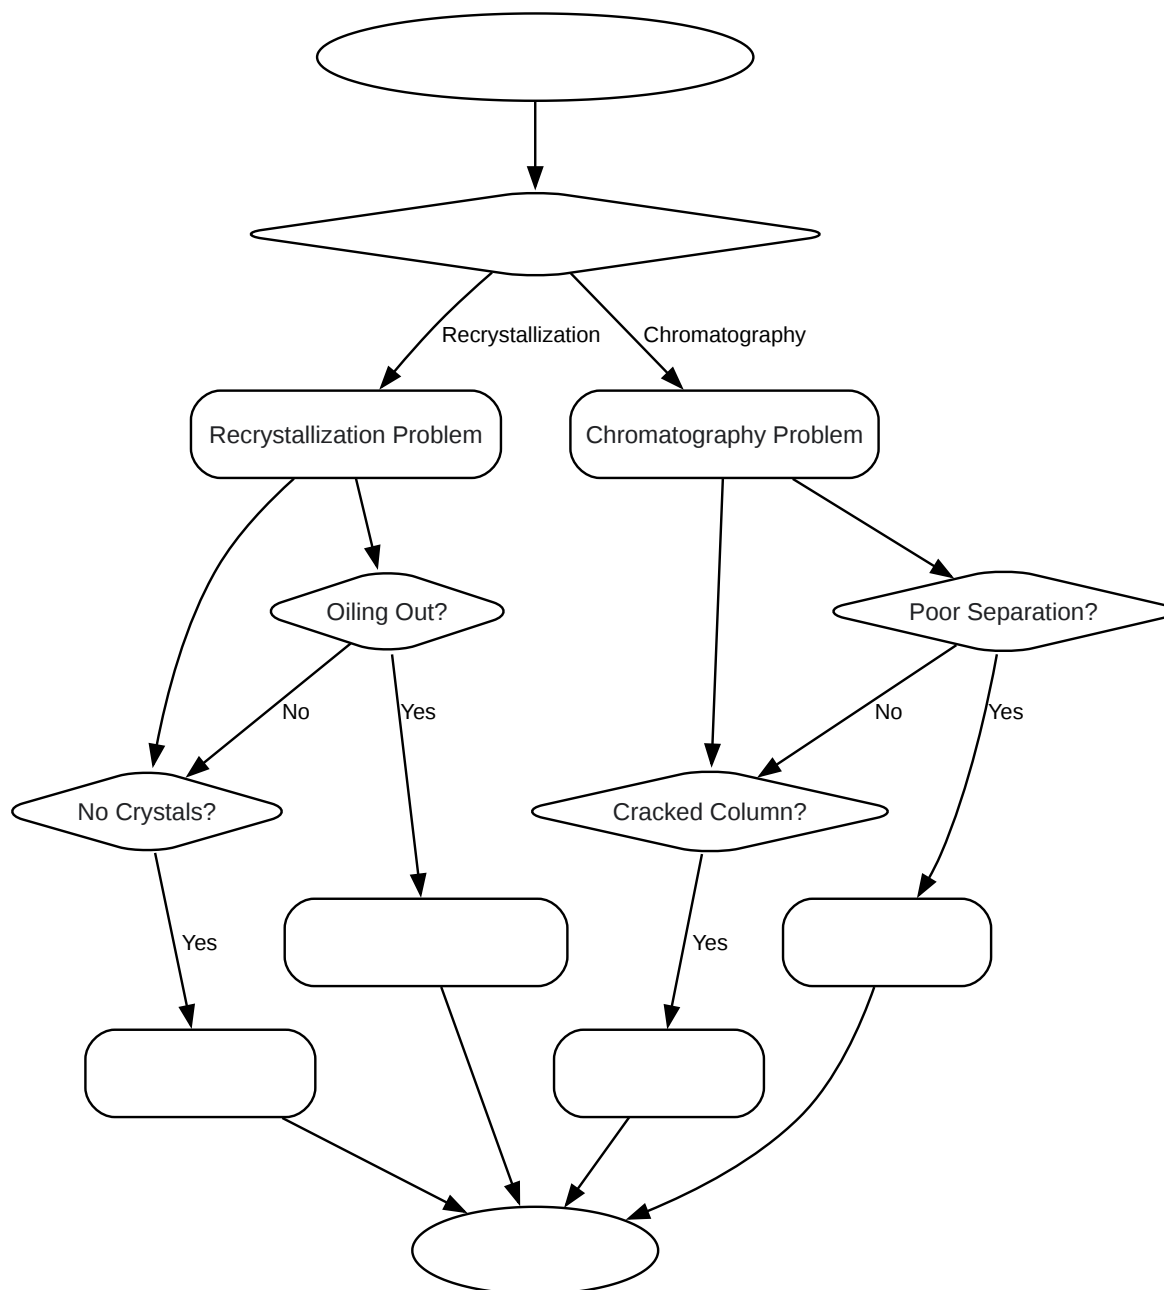 Recrystallization
Chromatography
Recrystallization Problem
Chromatography Problem
Oiling Out?
Poor Separation?
No
Yes
No
Yes
No Crystals?
Cracked Column?
Yes
Yes